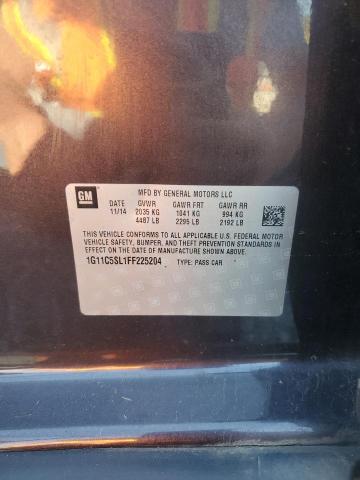 GM
MFD BY GENERAL MOTORS LLC
11/14 GVWR GAWR FRT GAWR RR
2035 KG 1041 KG 994 KG
4487 LB 2295 LB 2192 LB
THIS VEHICLE CONFORMS TO ALL APPLICABLE U.S. FEDERAL MOTOR
VEHICLE SAFETY, BUMPER, AND THEFT PREVENTION STANDARDS
IN EFFECT ON THE DATE OF MANUFACTURE SHOWN ABOVE.
1G11C5SL1FF225204 TYPE: PASS CAR